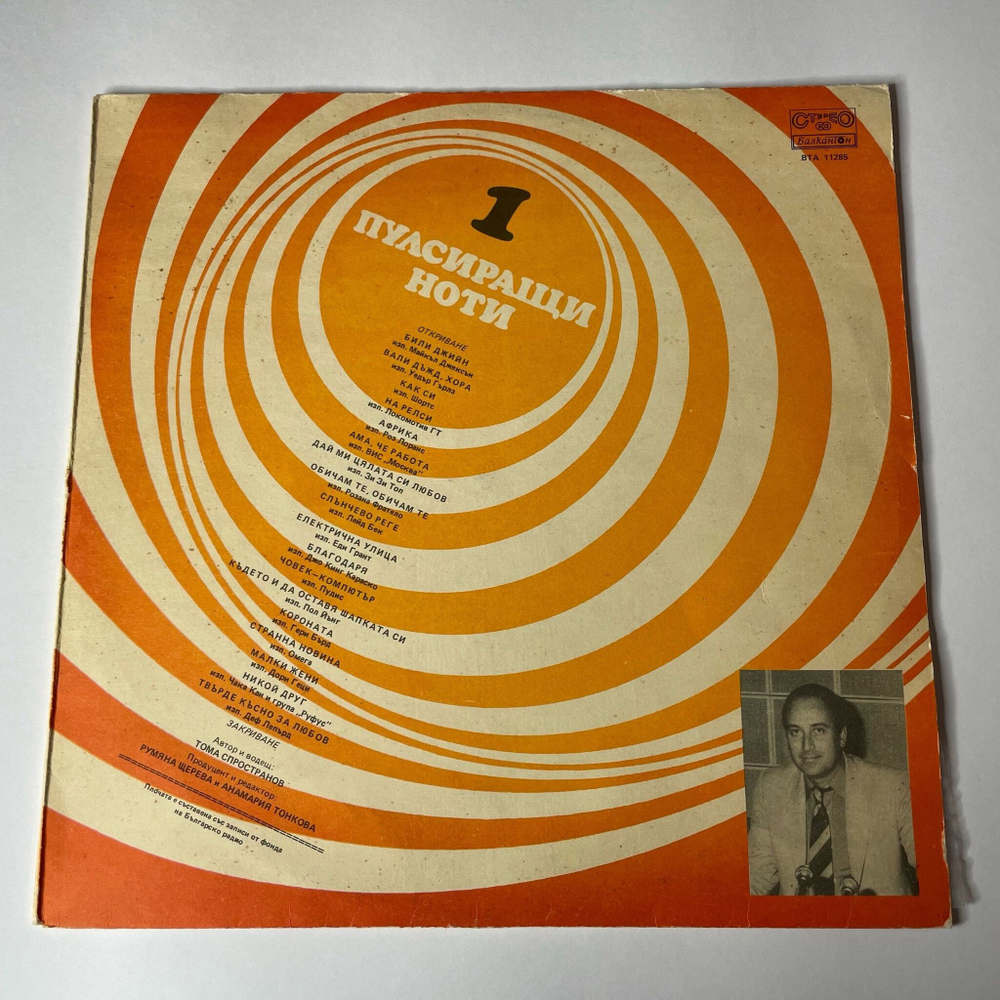 СТЕРЕО
Балкантон
ВТА 11285
1
ПУЛСИРАЩИ
НОТИ
ОТКРИВАНЕ
БИЛИ ДЖИЙН
изп. Майкъл Джексън
ВАЛИ ДЪЖД, ХОРА
изп. Уедър Гърлз
КАК СИ
изп. Шортс
НА РЕЛСИ
изп. Локомотив ГТ
АФРИКА
изп. Роз Лоранс
АМА, ЧЕ РАБОТА
изп. ВИС „Москва"
ДАЙ МИ ЦЯЛАТА СИ ЛЮБОВ
изп. Зи Зи Топ
ОБИЧАМ ТЕ, ОБИЧАМ ТЕ
изп. Розана Фратело
СЛЪНЧЕВО РЕГЕ
изп. Лейд Бек
ЕЛЕКТРИЧНА УЛИЦА
изп. Еди Грант
БЛАГОДАРЯ
изп. Джо Кинг Караско
ЧОВЕК—КОМПЮТЪР
изп. Пудис
КЪДЕТО И ДА ОСТАВЯ ШАПКАТА СИ
изп. Пол Йънг
КОРОНАТА
изп. Гери Бърд
СТРАННА НОВИНА
изп. Омега
МАЛКИ ЖЕНИ
изп. Дори Геци
НИКОЙ ДРУГ
изп. Чака Кан и група „Руфус"
ТВЪРДЕ КЪСНО ЗА ЛЮБОВ
изп. Деф Лепърд
ЗАКРИВАНЕ
Автор и водещ:
ТОМА СПРОСТРАНОВ
Продуцент и редактор:
РУМЯНА ЩЕРЕВА и АНАМАРИЯ ТОНКОВА
Плочата е съставена със записи от фонда
на Българско радио